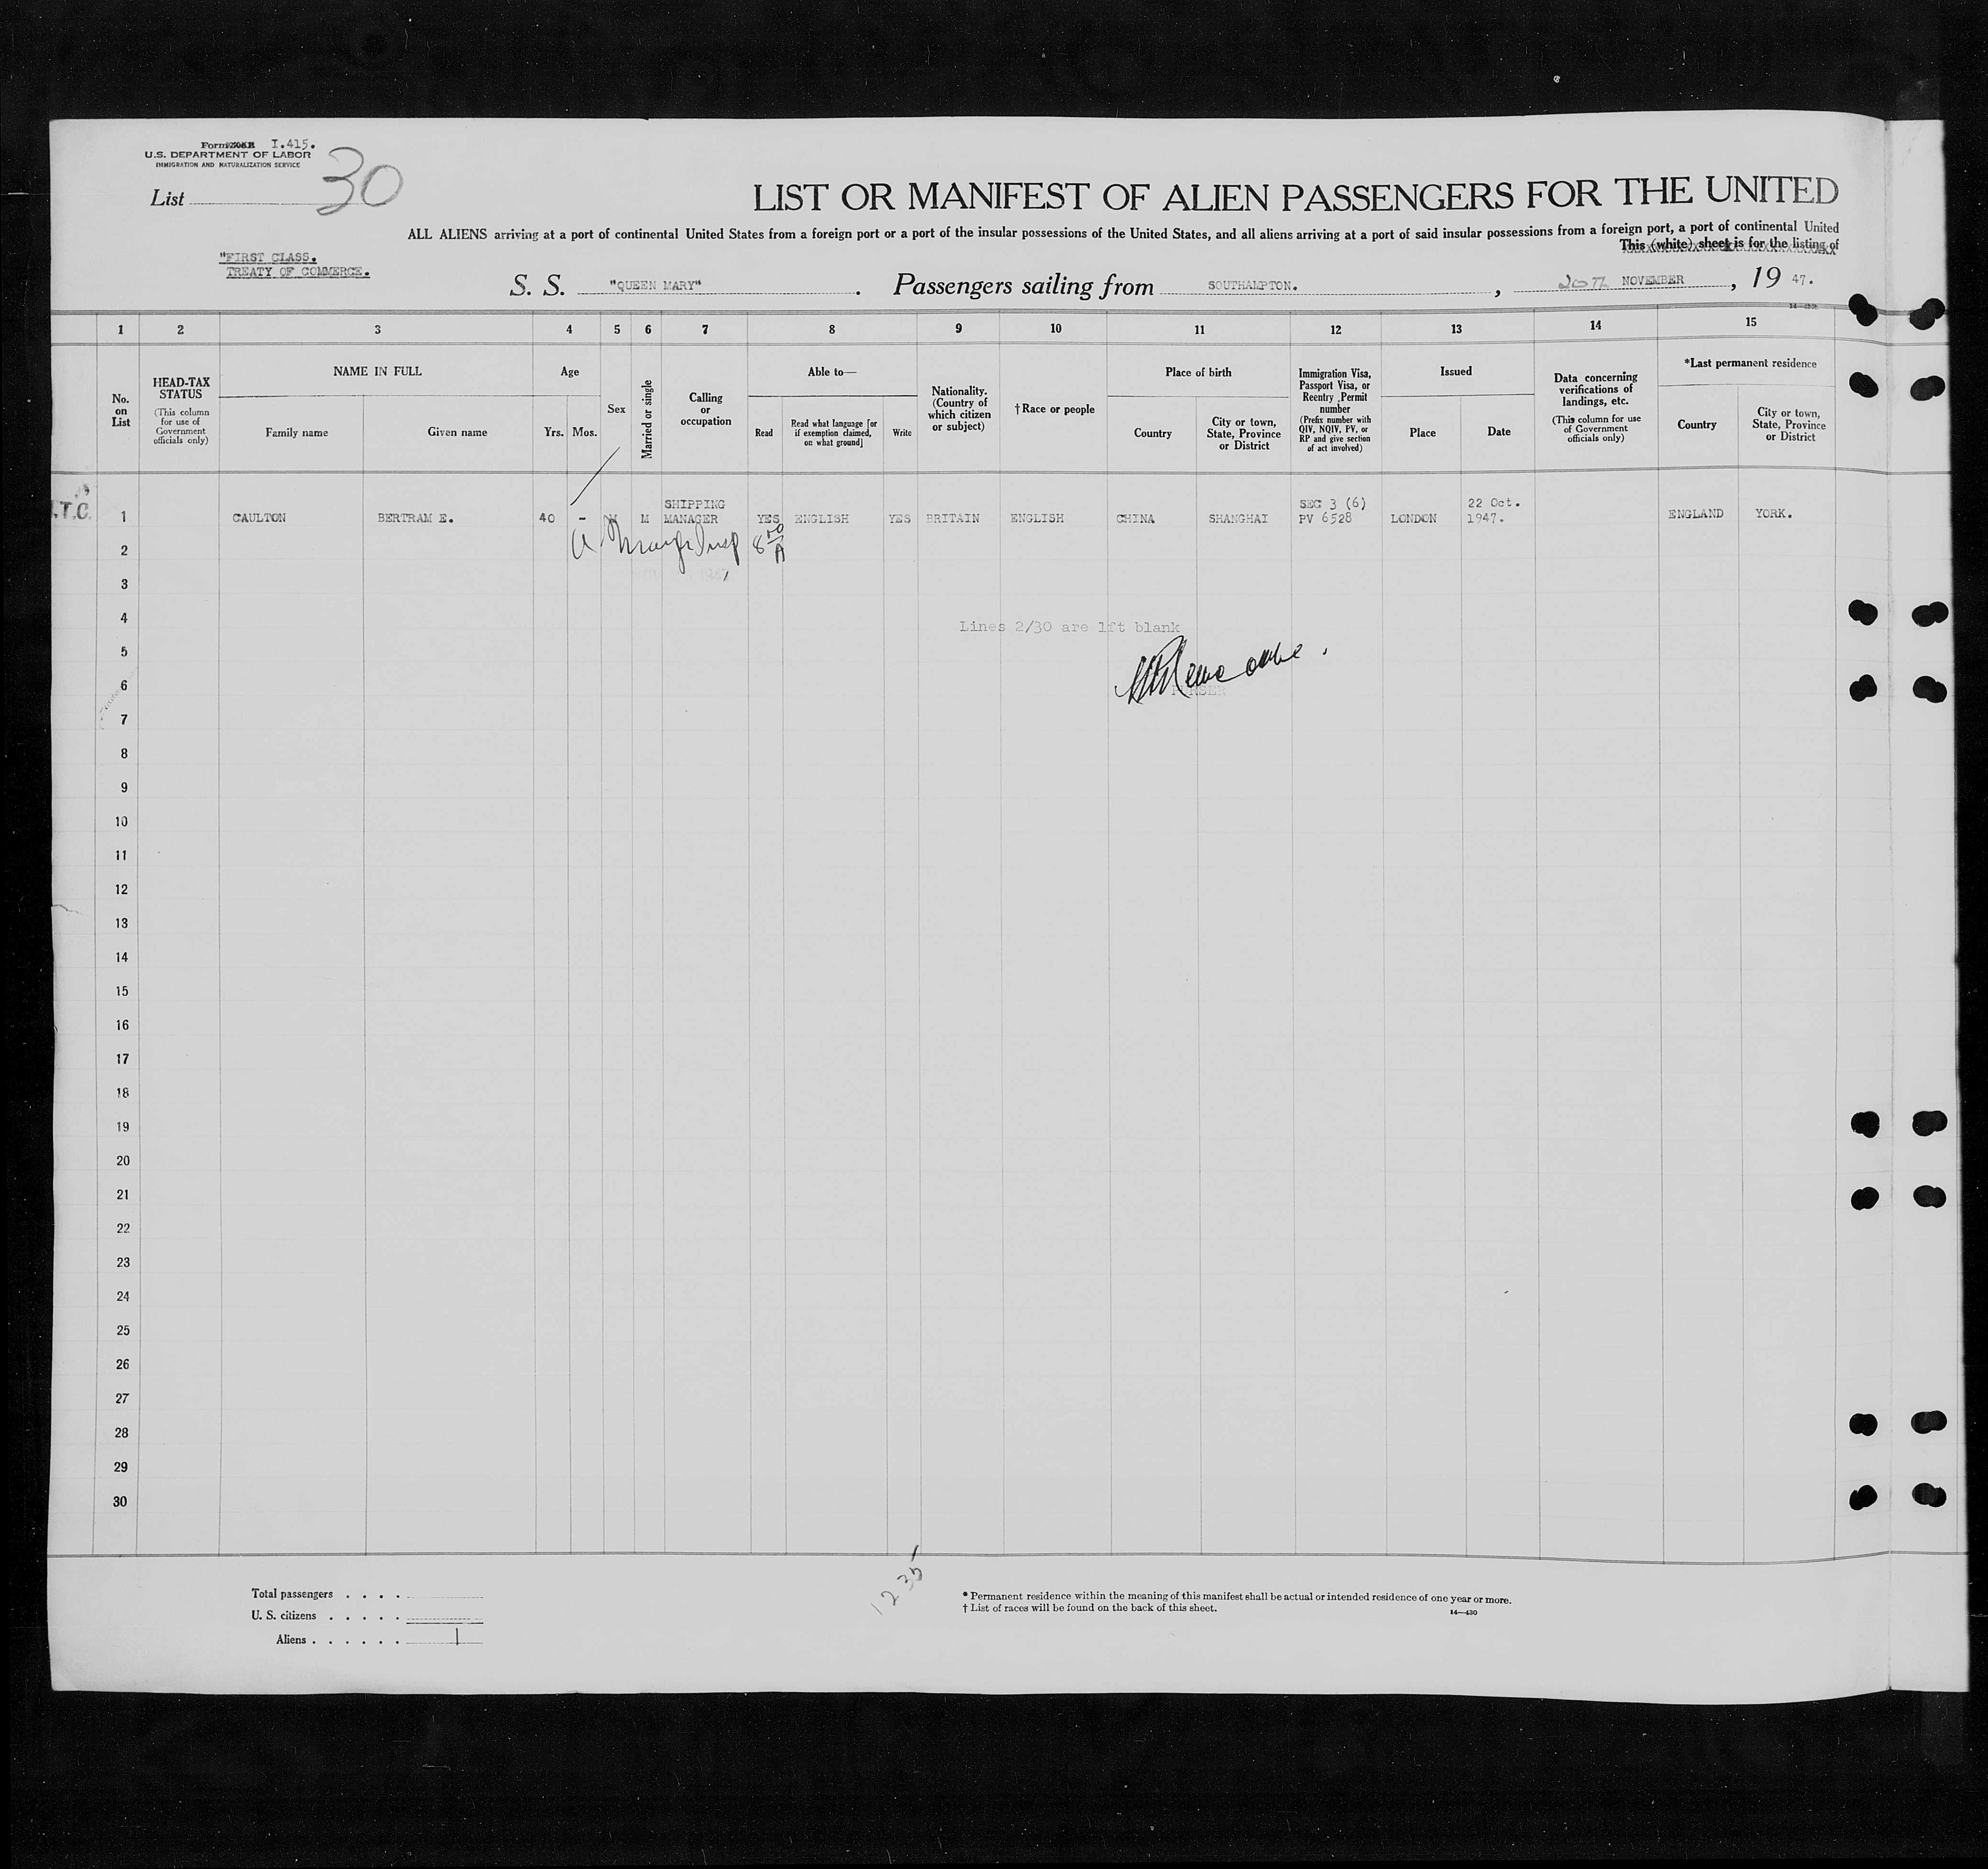 Form I.415.
U.S. DEPARTMENT OF LABOR
IMMIGRATION AND NATURALIZATION SERVICE
List 30
LIST OR MANIFEST OF ALIEN PASSENGERS FOR THE UNITED
ALL ALIENS arriving at a port of continental United States from a foreign port or a port of the insular possessions of the United States, and all aliens arriving at a port of said insular possessions from a foreign port, a port of continental United
This (white) sheet is for the listing of
"FIRST CLASS.
TREATY OF COMMERCE.
S. S. "QUEEN MARY". Passengers sailing from SOUTHAMPTON. , 20th NOVEMBER , 19 47.
1 2 3 4 5 6 7 8 9 10 11 12 13 14 15
No. on List
HEAD-TAX STATUS
(This column for use of Government officials only)
NAME IN FULL
Family name
Given name
Age
Yrs. Mos.
Sex
Married or single
Calling or occupation
Able to—
Read
Read what language [or if exemption claimed, on what ground]
Write
Nationality. (Country of which citizen or subject)
†Race or people
Place of birth
Country
City or town, State, Province or District
Immigration Visa, Passport Visa, or Reentry Permit number
(Prefix number with QIV, NQIV, PV, or RP and give section of act involved)
Issued
Place
Date
Data concerning verifications of landings, etc.
(This column for use of Government officials only)
*Last permanent residence
Country
City or town, State, Province or District
SHIPPING SEC 3 (6) 22 Oct.
T.C. 1 CAULTON BERTRAM E. 40 - M M MANAGER YES ENGLISH YES BRITAIN ENGLISH CHINA SHANGHAI PV 6528 LONDON 1947. ENGLAND YORK.
2
3
4
Lines 2/30 are lft blank
5
6
PURSER
7
8
9
10
11
12
13
14
15
16
17
18
19
20
21
22
23
24
25
26
27
28
29
30
Total passengers . . . .
U. S. citizens . . . . .
Aliens . . . . . . 1
1235
* Permanent residence within the meaning of this manifest shall be actual or intended residence of one year or more.
† List of races will be found on the back of this sheet.
14—430